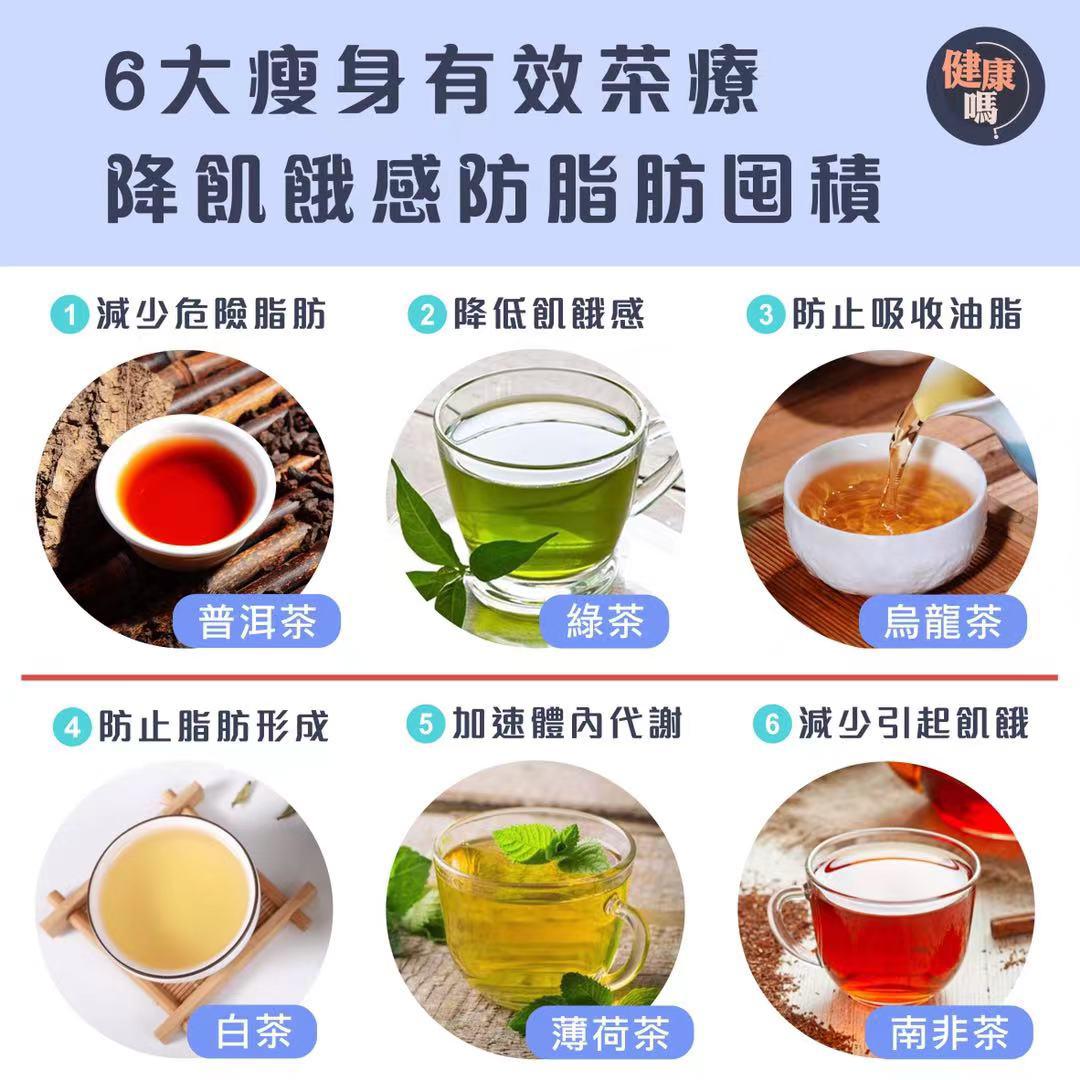 6大瘦身有效茶療
健康
嗎?
降飢餓感防脂肪囤積
1 減少危險脂肪
2 降低飢餓感
3 防止吸收油脂
普洱茶
綠茶
烏龍茶
4 防止脂肪形成
5 加速體內代謝
6 減少引起飢餓
白茶
薄荷茶
南非茶